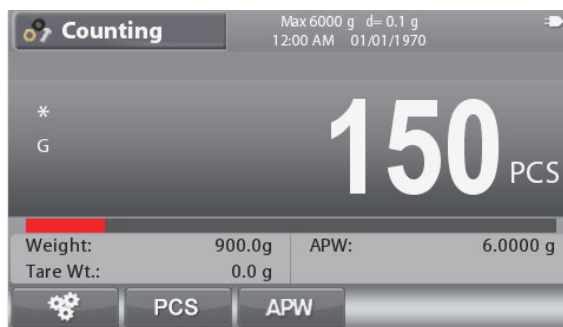 Counting
Max 6000 g d= 0.1 g
12:00 AM 01/01/1970
*
G
150 PCS
Weight: 900.0g APW: 6.0000 g
Tare Wt.: 0.0 g
PCS APW